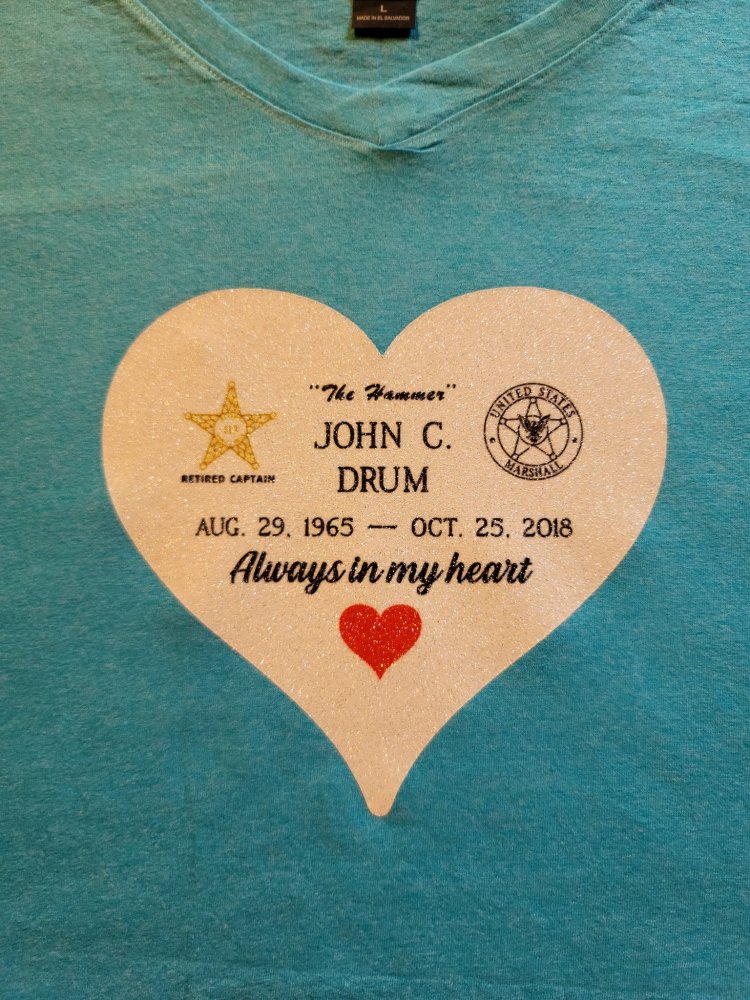 L
MADE IN EL SALVADOR
"The Hammer"
JOHN C.
DRUM
RETIRED CAPTAIN
UNITED STATES
MARSHALL
AUG. 29, 1965 — OCT. 25, 2018
Always in my heart